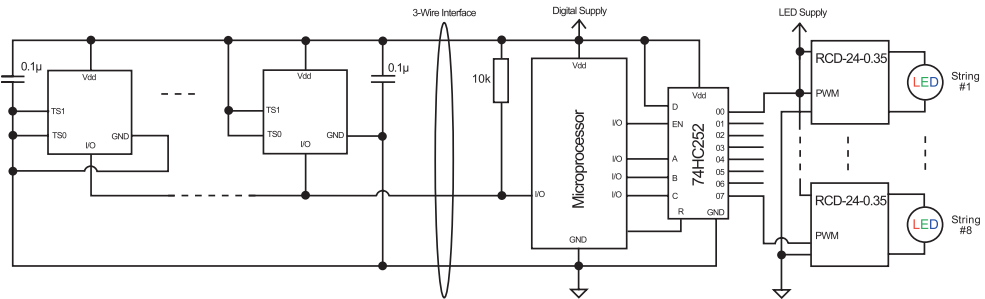 3-Wire Interface
Digital Supply
LED Supply
0.1µ
Vdd
TS1
TS0
GND
I/O
Vdd
TS1
TS0
GND
I/O
0.1µ
10k
Vdd
I/O
I/O
I/O
I/O
I/O
Microprocessor
GND
Vdd
D
EN
A
B
C
R
GND
74HC252
00
01
02
03
04
05
06
07
RCD-24-0.35
PWM
LED
String
#1
RCD-24-0.35
PWM
LED
String
#8